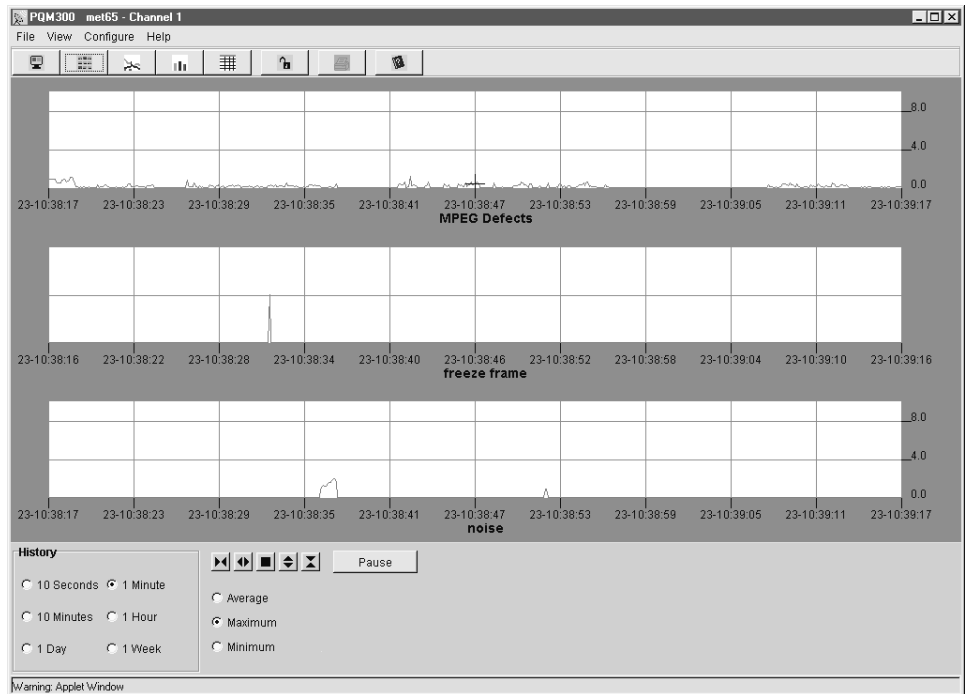 PQM300 met65 - Channel 1
File View Configure Help
8.0
4.0
0.0
23-10:38:17 23-10:38:23 23-10:38:29 23-10:38:35 23-10:38:41 23-10:38:47 23-10:38:53 23-10:38:59 23-10:39:05 23-10:39:11 23-10:39:17
MPEG Defects
23-10:38:16 23-10:38:22 23-10:38:28 23-10:38:34 23-10:38:40 23-10:38:46 23-10:38:52 23-10:38:58 23-10:39:04 23-10:39:10 23-10:39:16
freeze frame
8.0
4.0
0.0
23-10:38:17 23-10:38:23 23-10:38:29 23-10:38:35 23-10:38:41 23-10:38:47 23-10:38:53 23-10:38:59 23-10:39:05 23-10:39:11 23-10:39:17
noise
History
10 Seconds 1 Minute
10 Minutes 1 Hour
1 Day 1 Week
Pause
Average
Maximum
Minimum
Warning: Applet Window